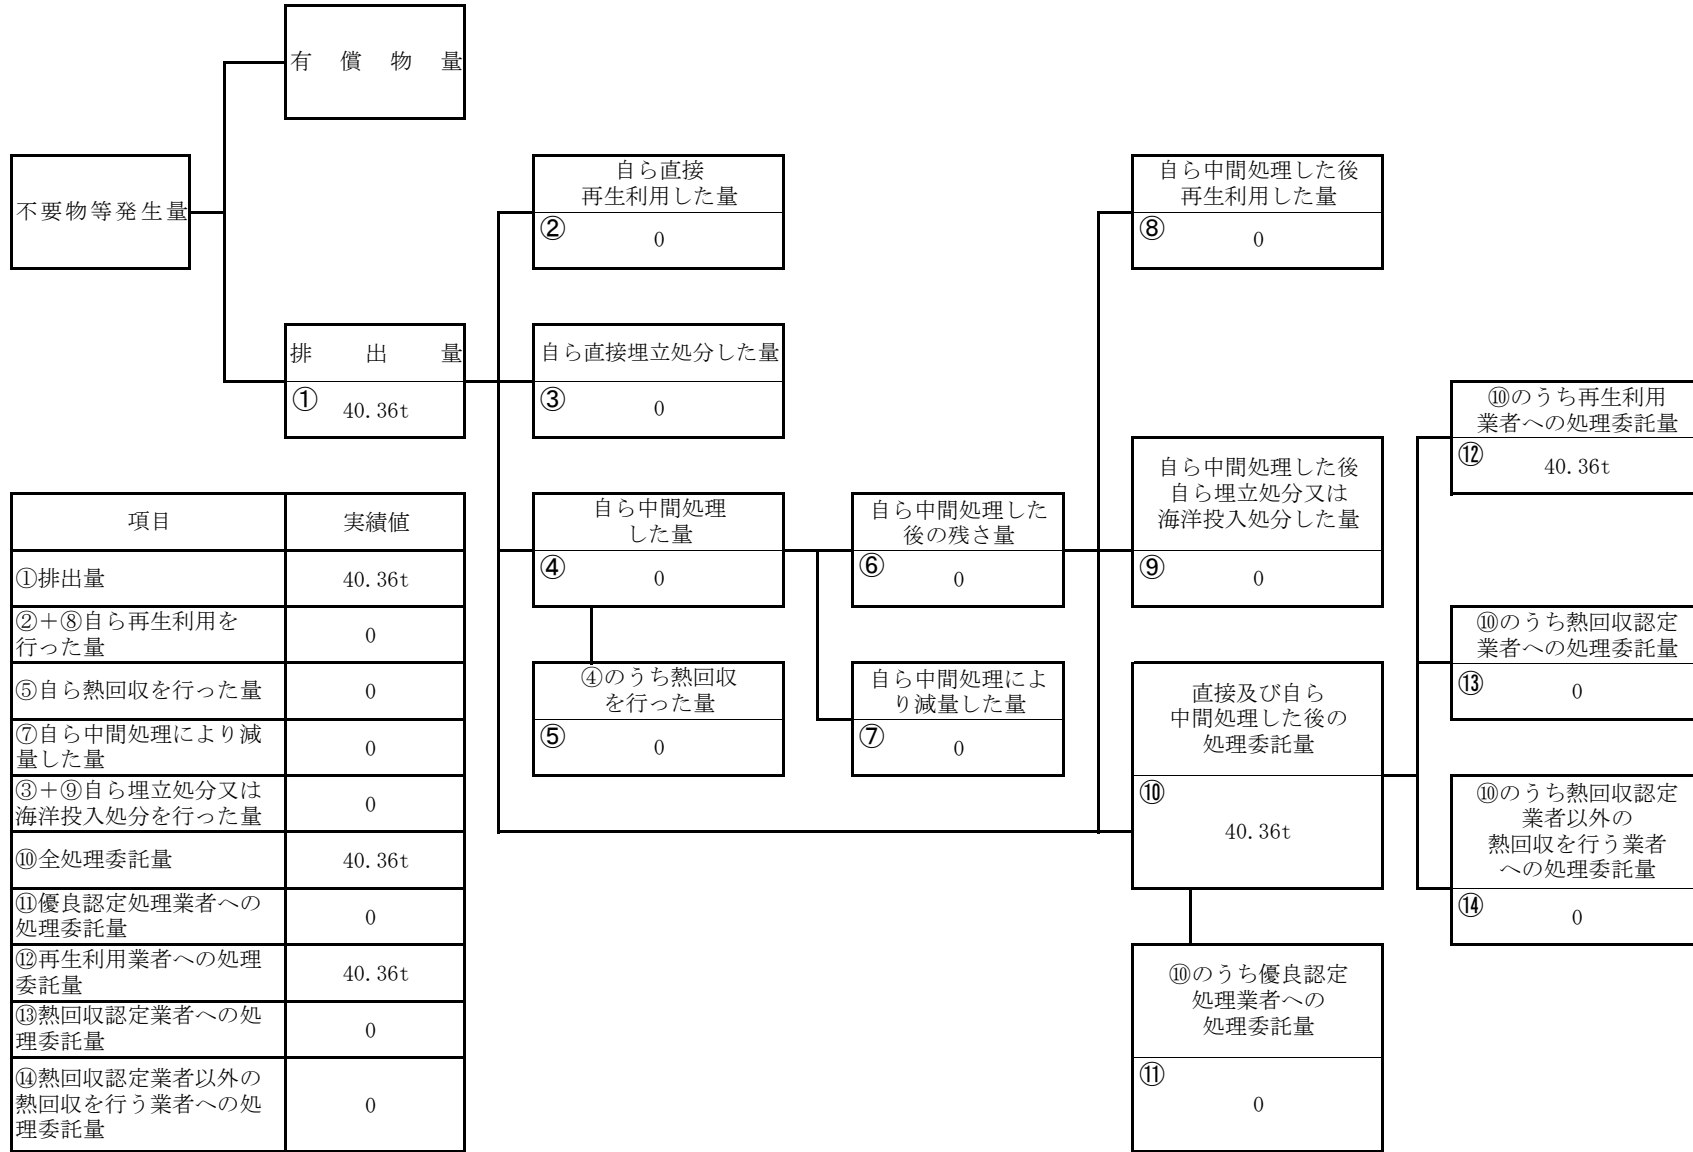 有償物量
不要物等発生量
排出量
① 40.36t
自ら直接
再生利用した量
② 0
自ら直接埋立処分した量
③ 0
自ら中間処理
した量
④ 0
④のうち熱回収
を行った量
⑤ 0
自ら中間処理した
後の残さ量
⑥ 0
自ら中間処理によ
り減量した量
⑦ 0
自ら中間処理した後
再生利用した量
⑧ 0
自ら中間処理した後
自ら埋立処分又は
海洋投入処分した量
⑨ 0
直接及び自ら
中間処理した後の
処理委託量
⑩
40.36t
⑩のうち優良認定
処理業者への
処理委託量
⑪
0
⑩のうち再生利用
業者への処理委託量
⑫ 40.36t
⑩のうち熱回収認定
業者への処理委託量
⑬ 0
⑩のうち熱回収認定
業者以外の
熱回収を行う業者
への処理委託量
⑭ 0
項目 実績値
①排出量 40.36t
②＋⑧自ら再生利用を
行った量 0
⑤自ら熱回収を行った量 0
⑦自ら中間処理により減
量した量 0
③＋⑨自ら埋立処分又は
海洋投入処分を行った量 0
⑩全処理委託量 40.36t
⑪優良認定処理業者への
処理委託量 0
⑫再生利用業者への処理
委託量 40.36t
⑬熱回収認定業者への処
理委託量 0
⑭熱回収認定業者以外の
熱回収を行う業者への処
理委託量 0